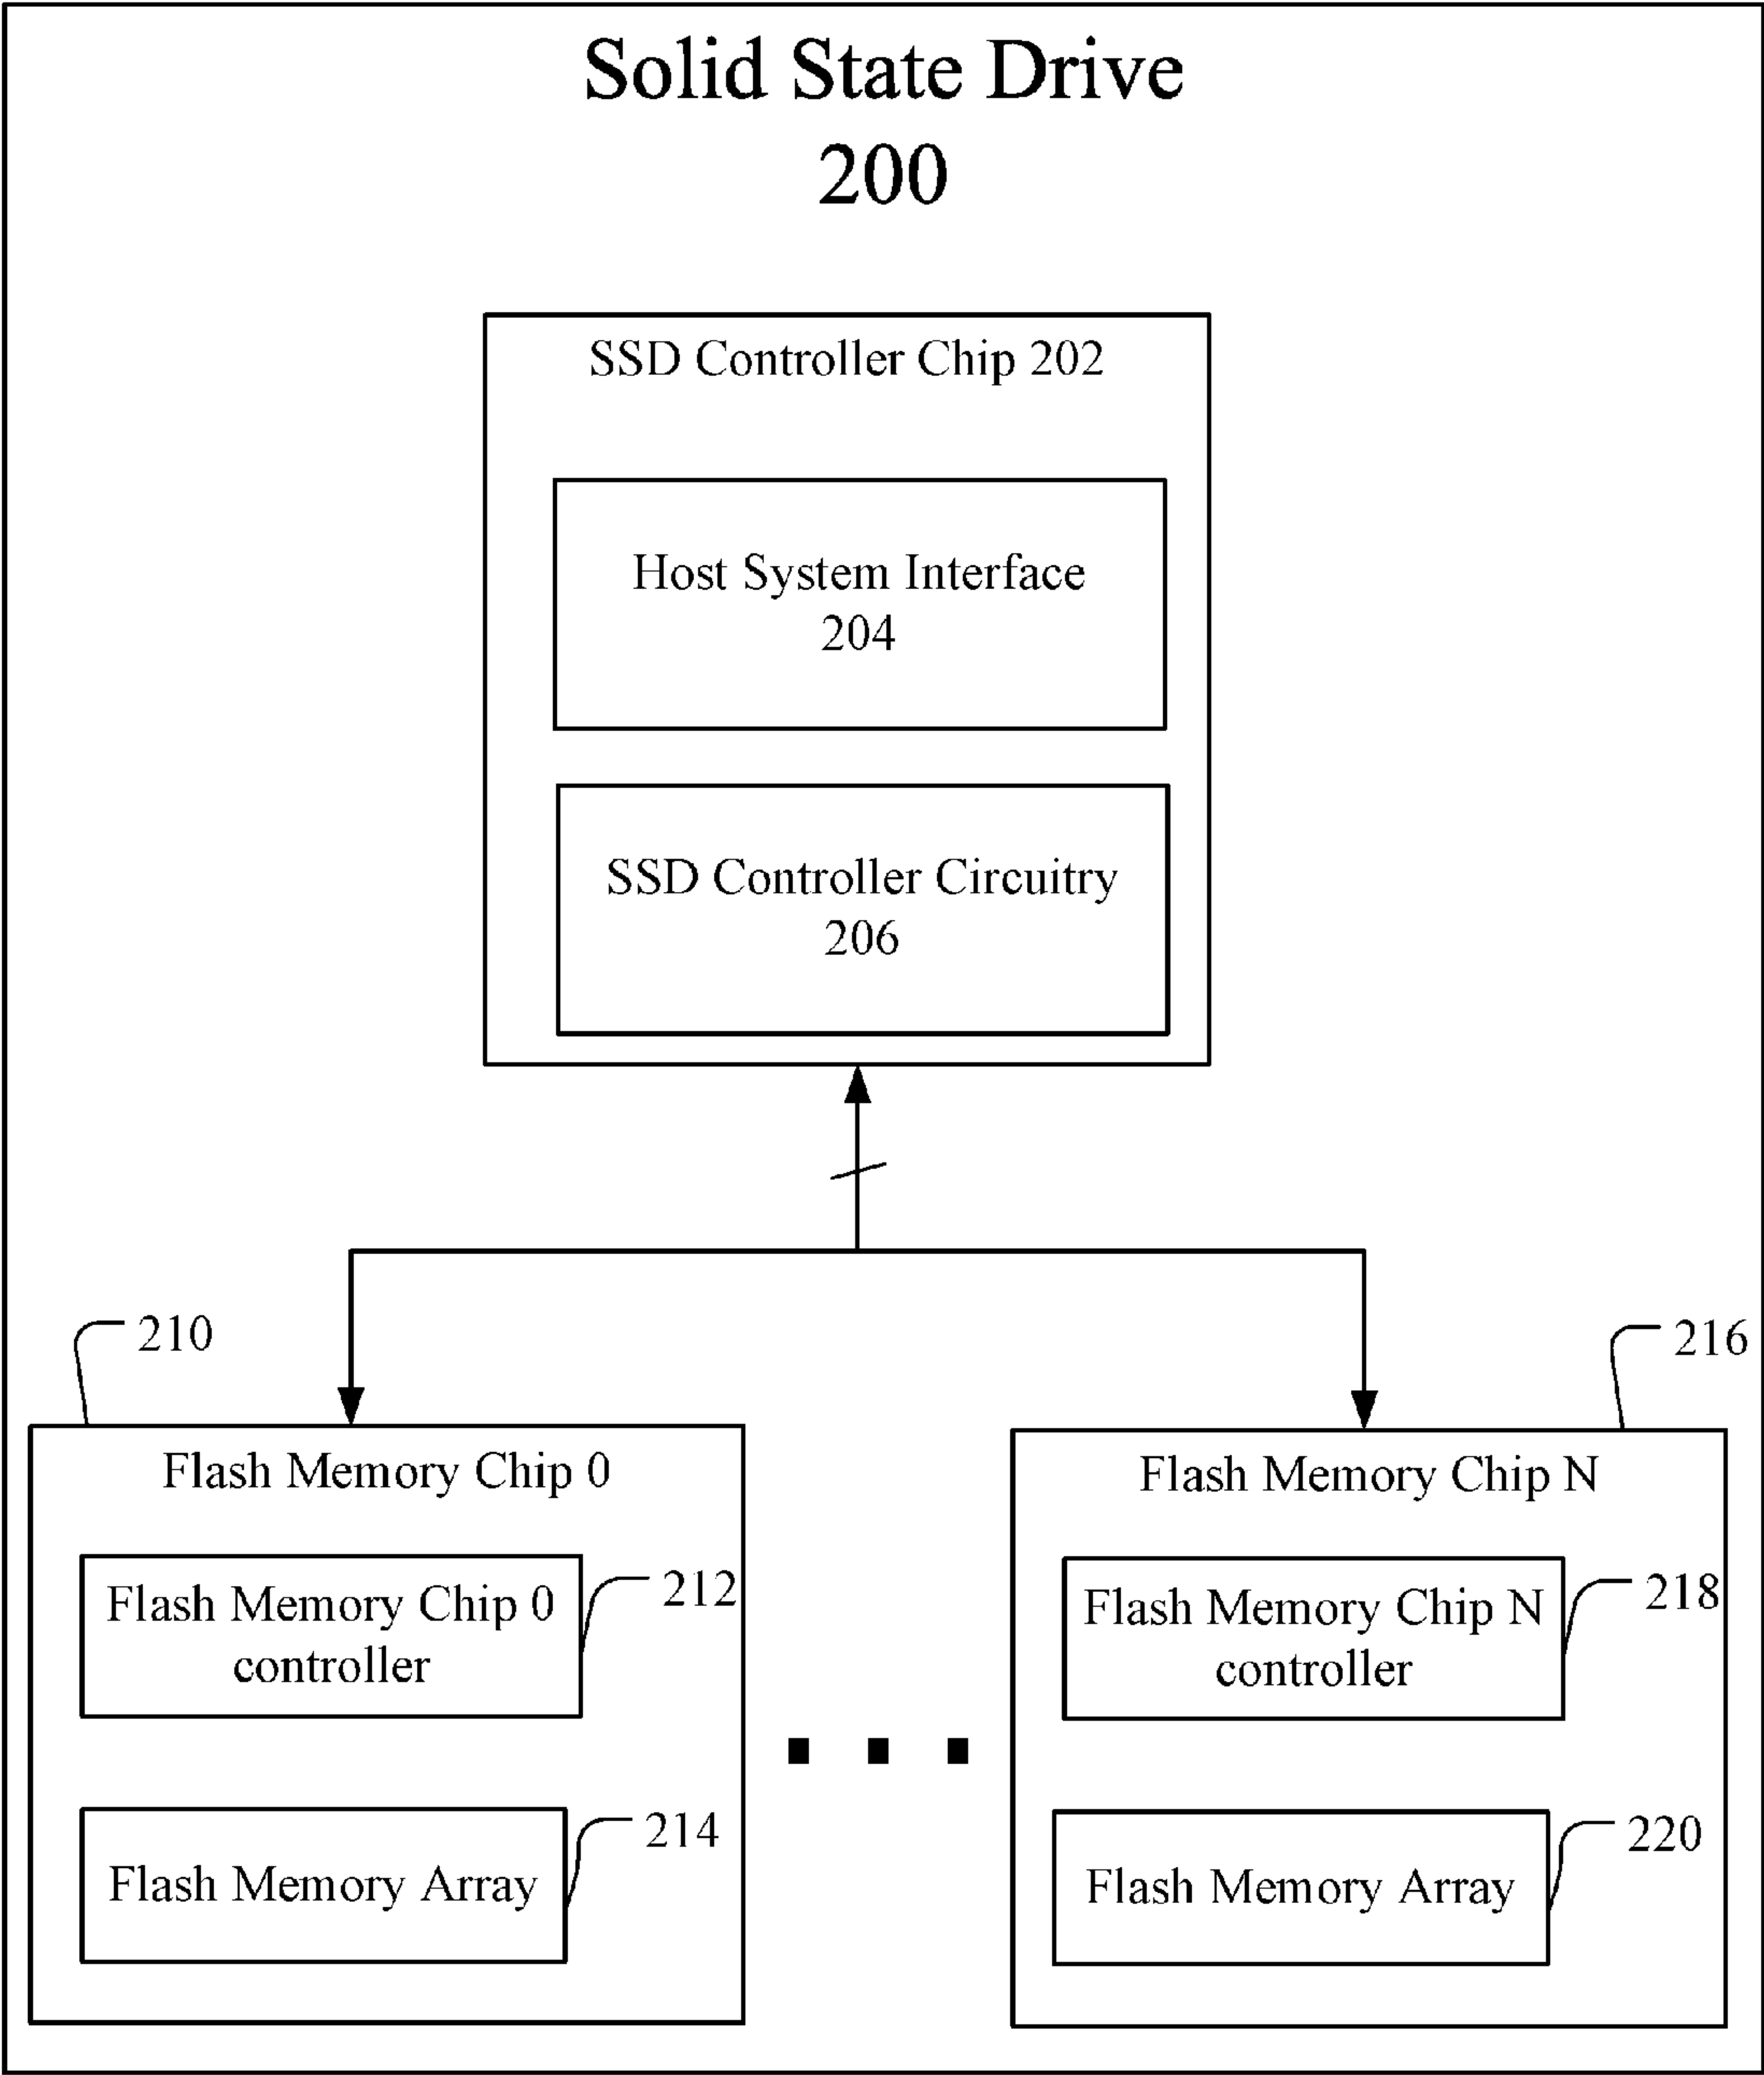 Solid State Drive
200
SSD Controller Chip 202
Host System Interface
204
SSD Controller Circuitry
206
210
216
Flash Memory Chip 0
Flash Memory Chip 0
controller
212
Flash Memory Array
214
Flash Memory Chip N
Flash Memory Chip N
controller
218
Flash Memory Array
220